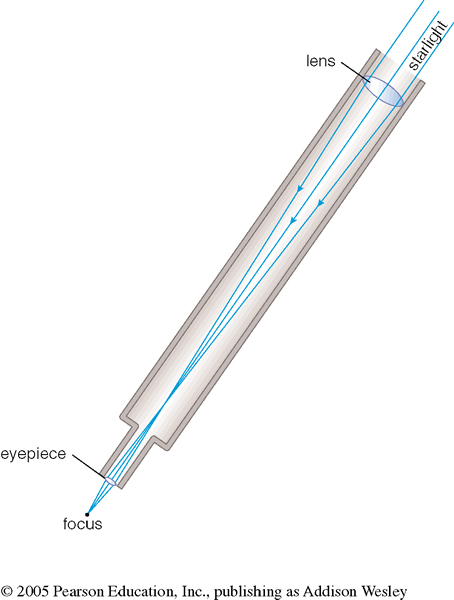 starlight
lens
eyepiece
focus
© 2005 Pearson Education, Inc., publishing as Addison Wesley